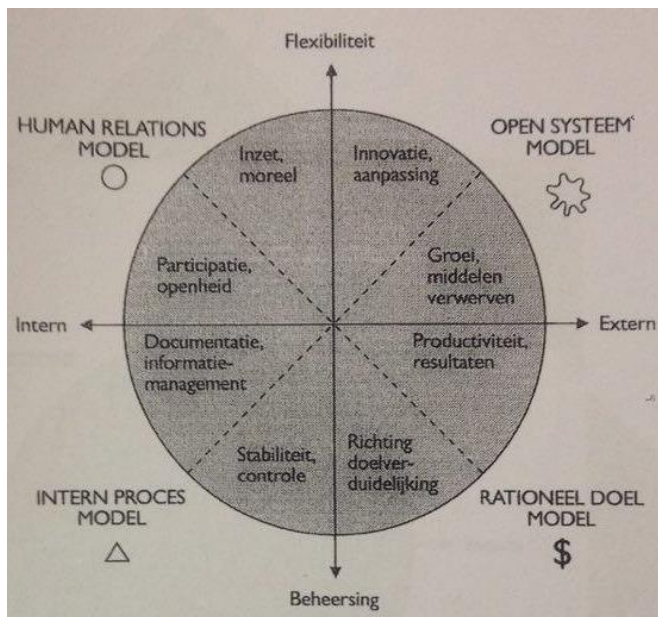 Flexibiliteit
HUMAN RELATIONS
MODEL
OPEN SYSTEEM
MODEL
Inzet,
moreel
Innovatie,
aanpassing
Participatie,
openheid
Groei,
middelen
verwerven
Intern
Extern
Documentatie,
informatie-
management
Productiviteit,
resultaten
Stabiliteit,
controle
Richting
doelver-
duidelijking
INTERN PROCES
MODEL
RATIONEEL DOEL
MODEL
$
Beheersing